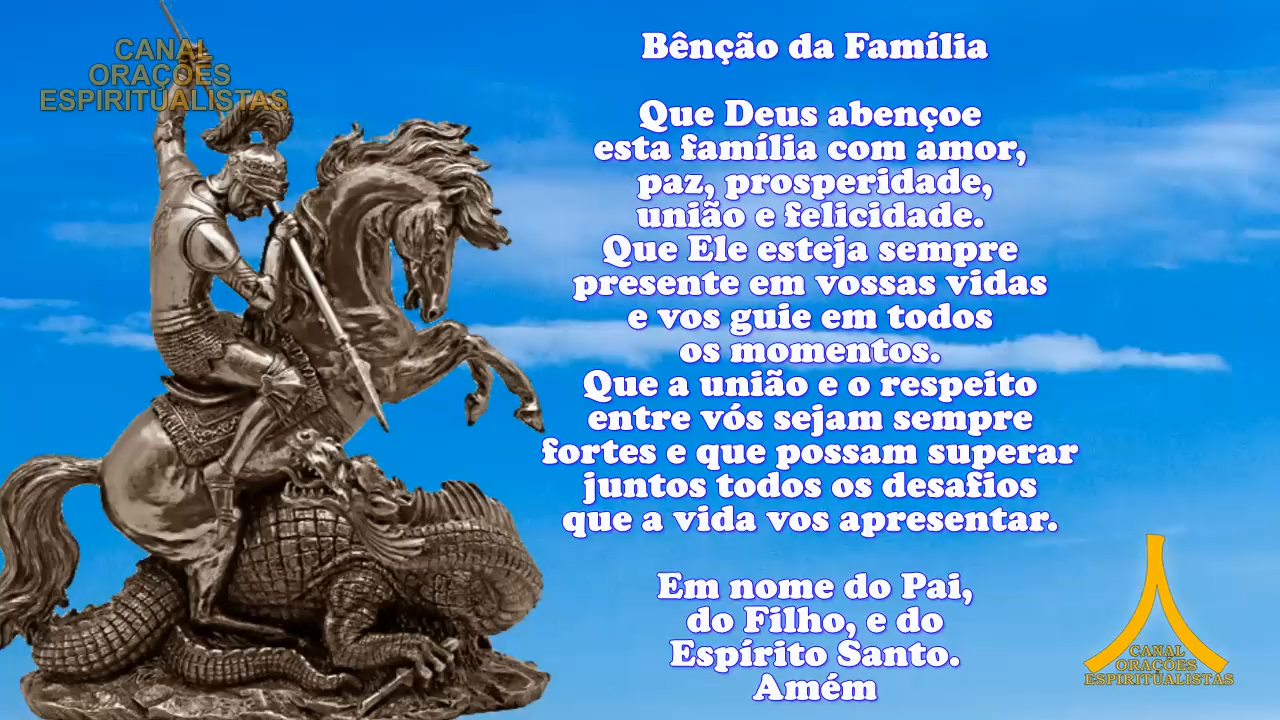 CANAL
ORAÇÕES
ESPIRITUALISTAS
Bênção da Família
Que Deus abençoe
esta família com amor,
paz, prosperidade,
união e felicidade.
Que Ele esteja sempre
presente em vossas vidas
e vos guie em todos
os momentos.
Que a união e o respeito
entre vós sejam sempre
fortes e que possam superar
juntos todos os desafios
que a vida vos apresentar.
Em nome do Pai,
do Filho, e do
Espírito Santo.
Amém
CANAL
ORAÇÕES
ESPIRITUALISTAS